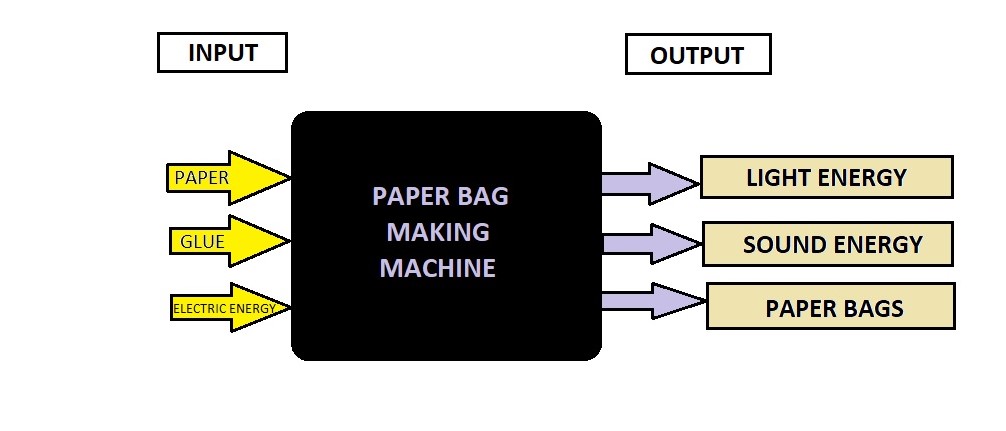 INPUT
OUTPUT
PAPER
GLUE
ELECTRIC ENERGY
PAPER BAG
MAKING
MACHINE
LIGHT ENERGY
SOUND ENERGY
PAPER BAGS